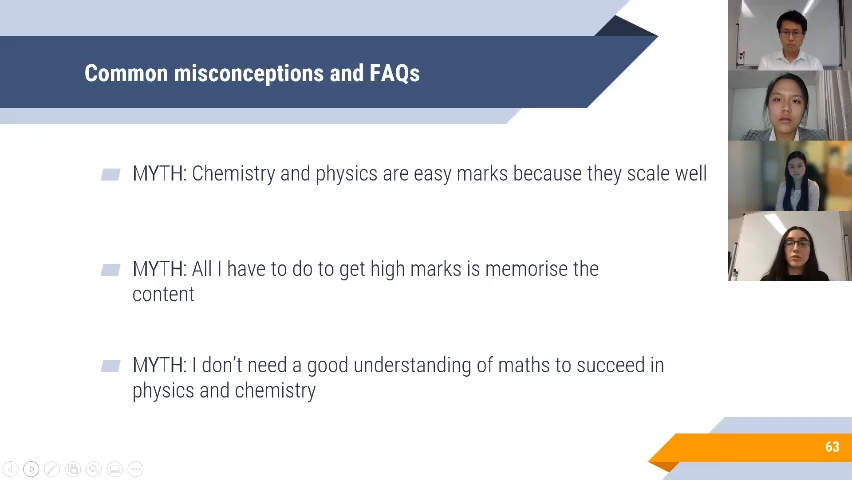 Common misconceptions and FAQs
MYTH: Chemistry and physics are easy marks because they scale well
MYTH: All I have to do to get high marks is memorise the
content
MYTH: I don't need a good understanding of maths to succeed in
physics and chemistry
63